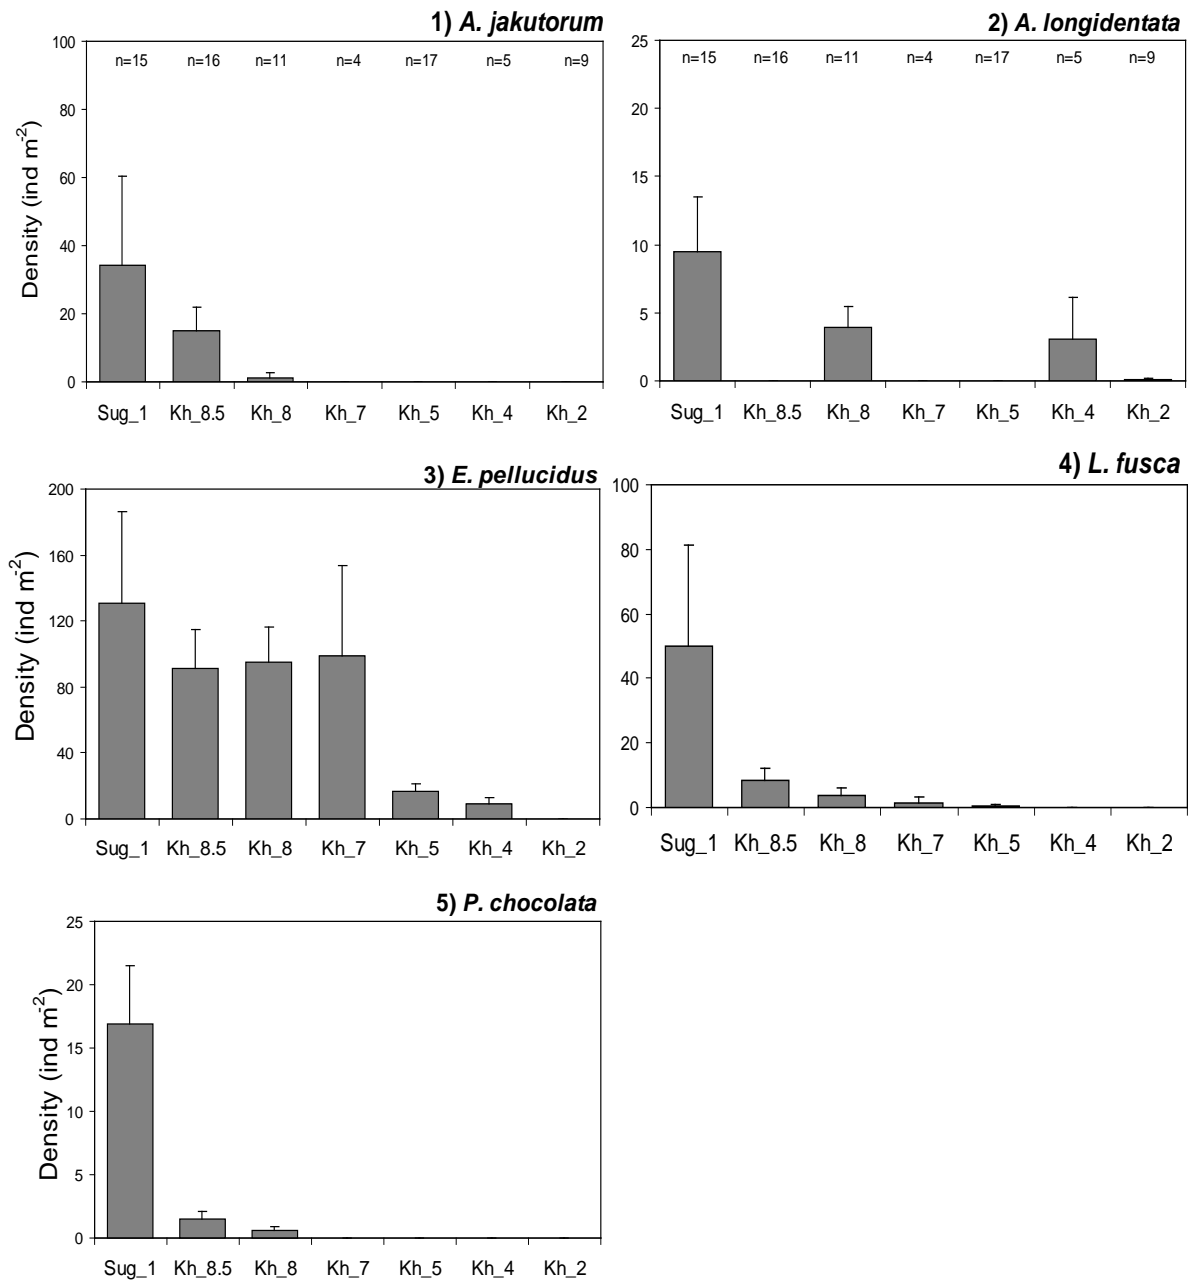 1) A. jakutorum
100
n=15 n=16 n=11 n=4 n=17 n=5 n=9
80
60
40
20
0
Density (ind m-2)
Sug_1 Kh_8.5 Kh_8 Kh_7 Kh_5 Kh_4 Kh_2
2) A. longidentata
25
n=15 n=16 n=11 n=4 n=17 n=5 n=9
20
15
10
5
0
Sug_1 Kh_8.5 Kh_8 Kh_7 Kh_5 Kh_4 Kh_2
3) E. pellucidus
200
160
120
80
40
0
Density (ind m-2)
Sug_1 Kh_8.5 Kh_8 Kh_7 Kh_5 Kh_4 Kh_2
4) L. fusca
100
80
60
40
20
0
Sug_1 Kh_8.5 Kh_8 Kh_7 Kh_5 Kh_4 Kh_2
5) P. chocolata
25
20
15
10
5
0
Density (ind m-2)
Sug_1 Kh_8.5 Kh_8 Kh_7 Kh_5 Kh_4 Kh_2